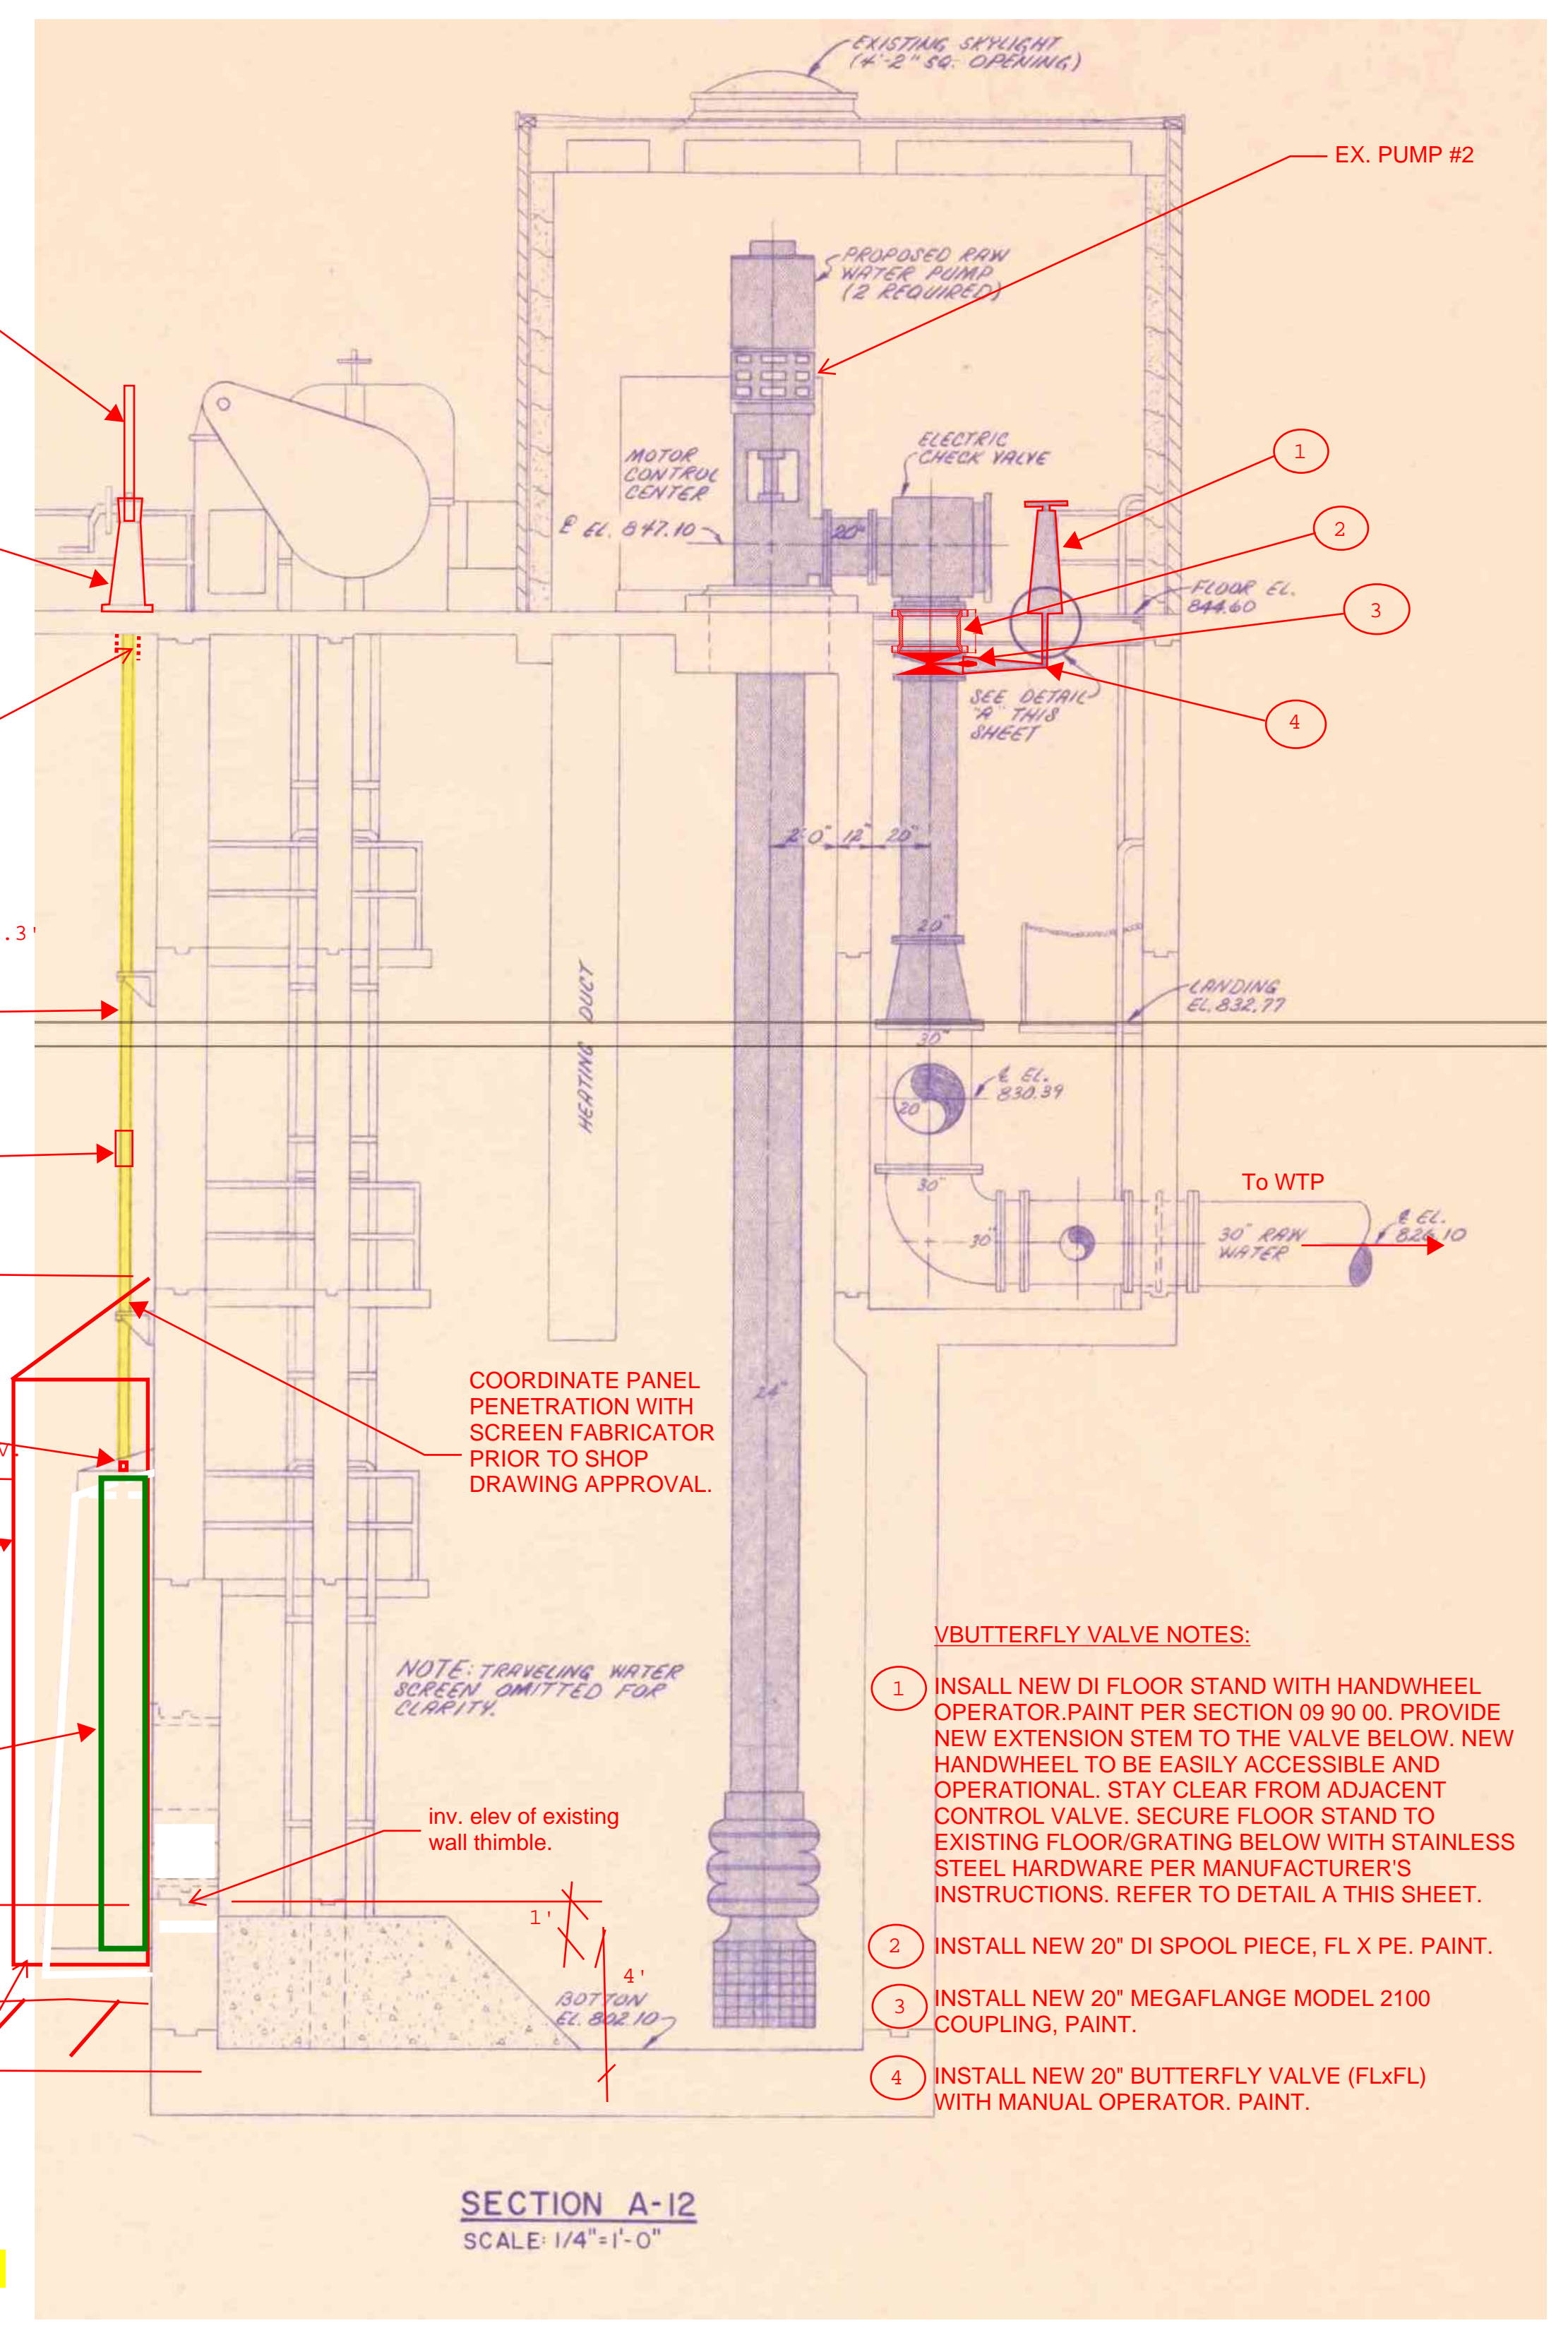 EXISTING SKYLIGHT
(4'-2" SQ. OPENING)
EX. PUMP #2
PROPOSED RAW
WATER PUMP
(2 REQUIRED)
MOTOR
CONTROL
CENTER
ELECTRIC
CHECK VALVE
℄ EL. 847.10
20"
1
2
3
4
FLOOR EL.
844.60
SEE DETAIL
"A" THIS
SHEET
2'-0" 12" 20"
20"
.3'
HEATING DUCT
LANDING
EL. 832.77
30"
20"
℄ EL.
830.39
30"
To WTP
30"
30" RAW
WATER
℄ EL.
826.10
COORDINATE PANEL
PENETRATION WITH
SCREEN FABRICATOR
PRIOR TO SHOP
DRAWING APPROVAL.
24"
v.
NOTE: TRAVELING WATER
SCREEN OMITTED FOR
CLARITY.
inv. elev of existing
wall thimble.
1'
4'
BOTTON
EL. 802.10
VBUTTERFLY VALVE NOTES:
1 INSALL NEW DI FLOOR STAND WITH HANDWHEEL
OPERATOR.PAINT PER SECTION 09 90 00. PROVIDE
NEW EXTENSION STEM TO THE VALVE BELOW. NEW
HANDWHEEL TO BE EASILY ACCESSIBLE AND
OPERATIONAL. STAY CLEAR FROM ADJACENT
CONTROL VALVE. SECURE FLOOR STAND TO
EXISTING FLOOR/GRATING BELOW WITH STAINLESS
STEEL HARDWARE PER MANUFACTURER'S
INSTRUCTIONS. REFER TO DETAIL A THIS SHEET.
2 INSTALL NEW 20" DI SPOOL PIECE, FL X PE. PAINT.
3 INSTALL NEW 20" MEGAFLANGE MODEL 2100
COUPLING, PAINT.
4 INSTALL NEW 20" BUTTERFLY VALVE (FLxFL)
WITH MANUAL OPERATOR. PAINT.
SECTION A-12
SCALE: 1/4"=1'-0"